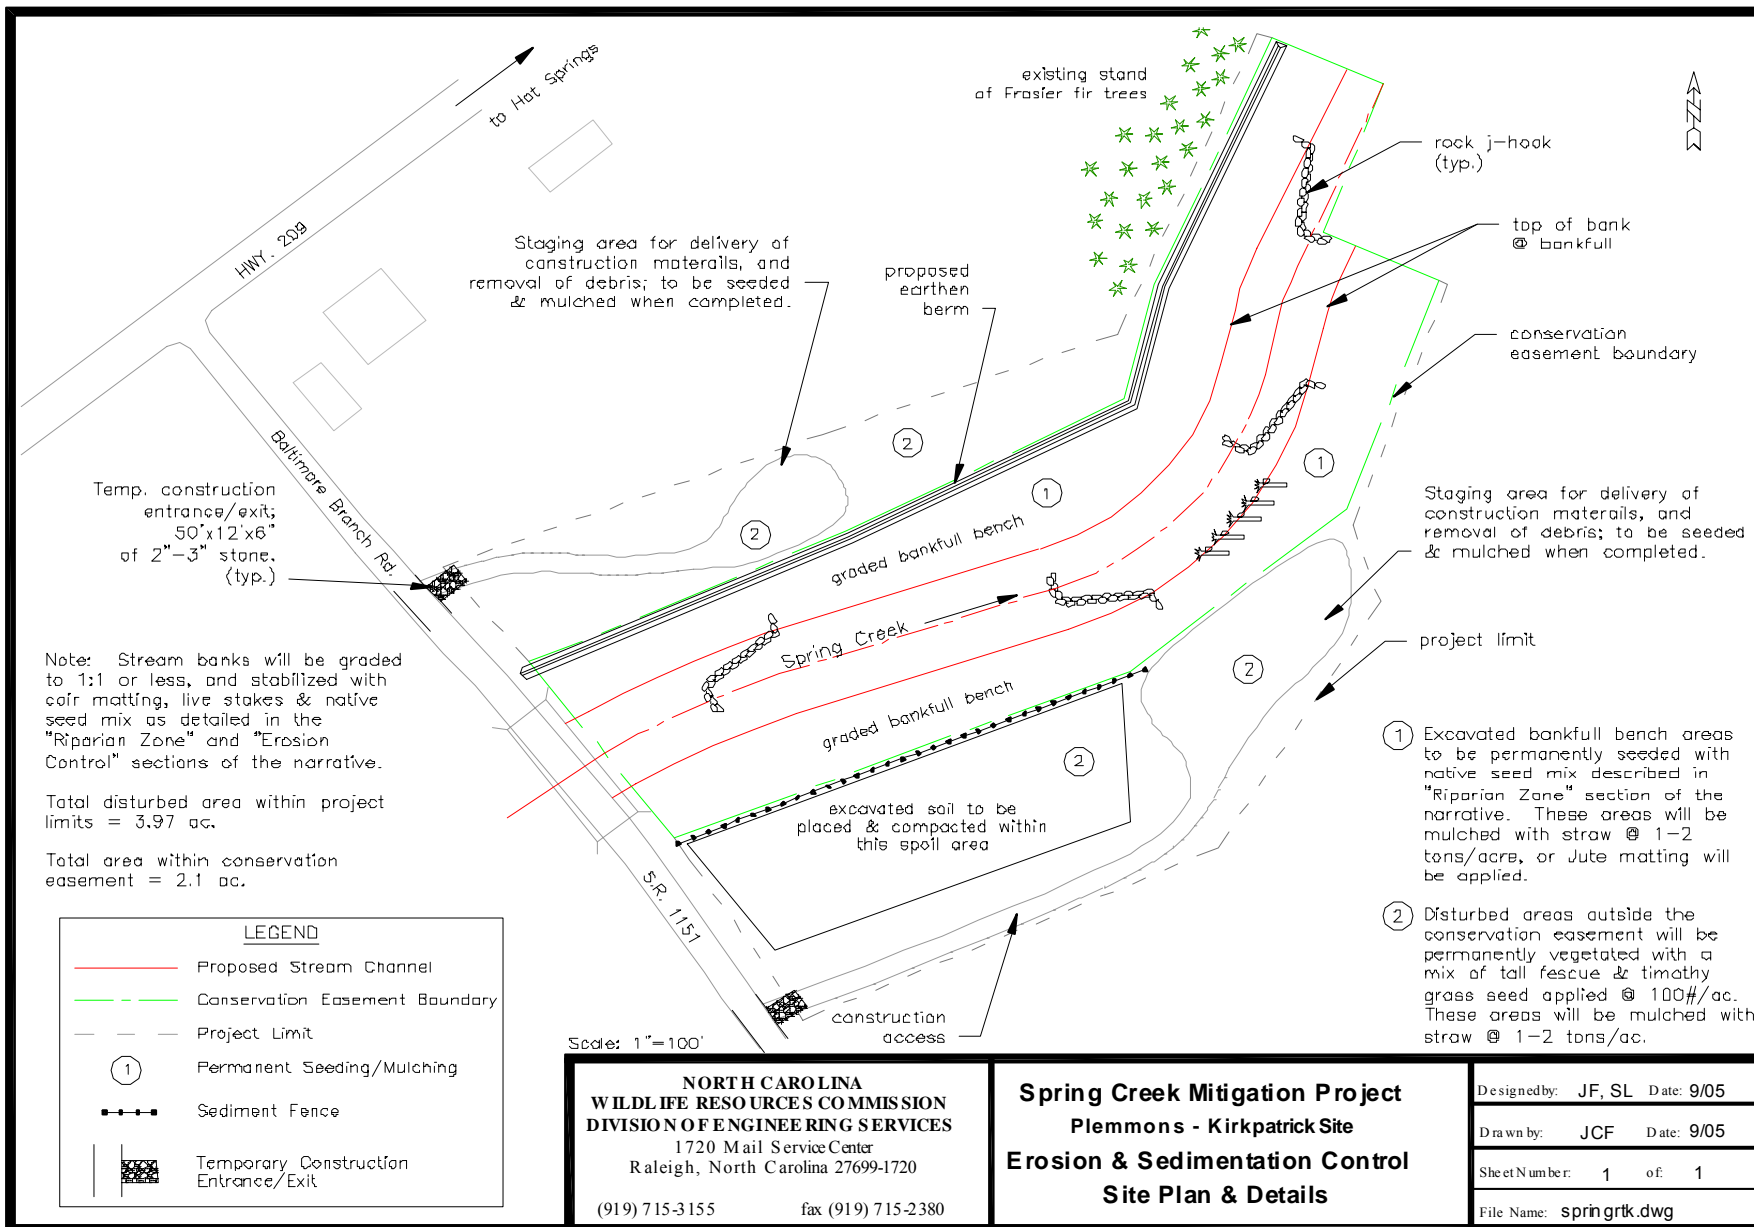 to Hot Springs
HWY. 209
existing stand
of Frasier fir trees
N
rock j-hook
(typ.)
top of bank
@ bankfull
Staging area for delivery of
construction materails, and
removal of debris; to be seeded
& mulched when completed.
proposed
earthen
berm
conservation
easement boundary
Baltimore Branch Rd.
Temp. construction
entrance/exit;
50'x12'x6"
of 2"-3" stone.
(typ.)
2
1
1
2
graded bankfull bench
Staging area for delivery of
construction materails, and
removal of debris; to be seeded
& mulched when completed.
Spring Creek
project limit
2
graded bankfull bench
2
Note: Stream banks will be graded
to 1:1 or less, and stabilized with
coir matting, live stakes & native
seed mix as detailed in the
"Riparian Zone" and "Erosion
Control" sections of the narrative.
Total disturbed area within project
limits = 3.97 ac.
Total area within conservation
easement = 2.1 ac.
excavated soil to be
placed & compacted within
this spoil area
S.R. 1151
construction
access
1 Excavated bankfull bench areas
to be permanently seeded with
native seed mix described in
"Riparian Zone" section of the
narrative. These areas will be
mulched with straw @ 1-2
tons/acre, or Jute matting will
be applied.
2 Disturbed areas outside the
conservation easement will be
permanently vegetated with a
mix of tall fescue & timothy
grass seed applied @ 100#/ac.
These areas will be mulched with
straw @ 1-2 tons/ac.
LEGEND
Proposed Stream Channel
Conservation Easement Boundary
Project Limit
1 Permanent Seeding/Mulching
Sediment Fence
Temporary Construction
Entrance/Exit
Scale: 1"=100'
NORTH CAROLINA
WILDLIFE RESOURCES COMMISSION
DIVISION OF ENGINEERING SERVICES
1720 Mail Service Center
Raleigh, North Carolina 27699-1720
(919) 715-3155 fax (919) 715-2380
Spring Creek Mitigation Project
Plemmons - Kirkpatrick Site
Erosion & Sedimentation Control
Site Plan & Details
Designed by: JF, SL Date: 9/05
Drawn by: JCF Date: 9/05
Sheet Number: 1 of: 1
File Name: springrtk.dwg